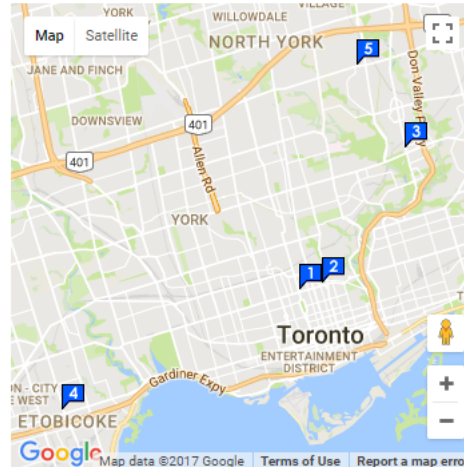 YORK
WILLOWDALE
VILLAGE
Map
Satellite
NORTH YORK
5
JANE AND FINCH
Don Valley Pkwy
DOWNSVIEW
401
3
401
Allen Rd
YORK
1
2
Toronto
ENTERTAINMENT
DISTRICT
Gardiner Expy
4
N - CITY
E WEST
ETOBICOKE
+
−
Google
Map data ©2017 Google
Terms of Use
Report a map erro